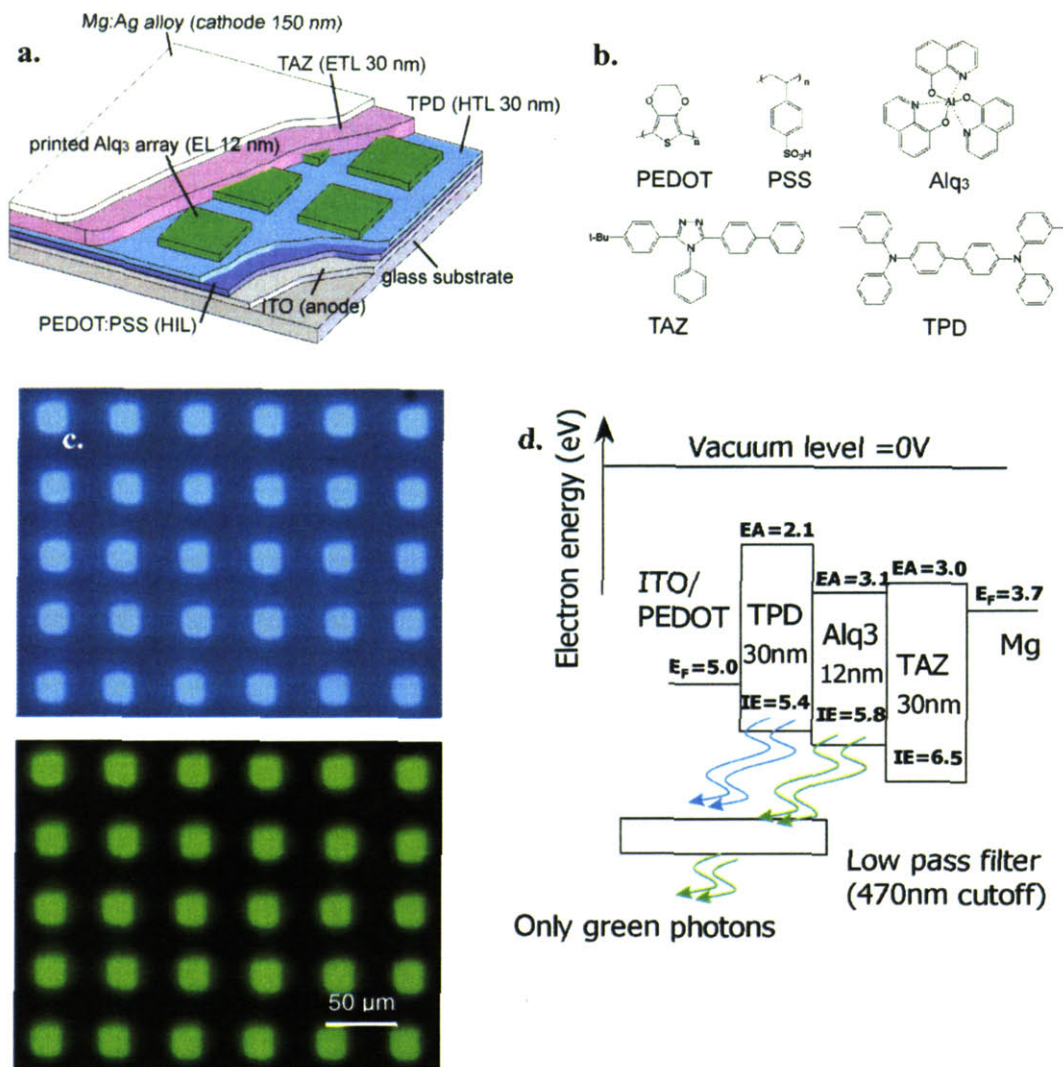 a.
Mg:Ag alloy (cathode 150 nm)
TAZ (ETL 30 nm)
TPD (HTL 30 nm)
printed Alq3 array (EL 12 nm)
glass substrate
ITO (anode)
PEDOT:PSS (HIL)
b.
O O
S
n
PEDOT
n
SO3H
PSS
N
O Al O
N N
O
Alq3
N N
t-Bu
N
TAZ
N N
TPD
c.
50 µm
d.
Electron energy (eV)
Vacuum level =0V
EA=2.1
EA=3.1
EA=3.0
EF=3.7
ITO/
PEDOT
TPD
30nm
Alq3
12nm
TAZ
30nm
Mg
EF=5.0
IE=5.4
IE=5.8
IE=6.5
Low pass filter
(470nm cutoff)
Only green photons